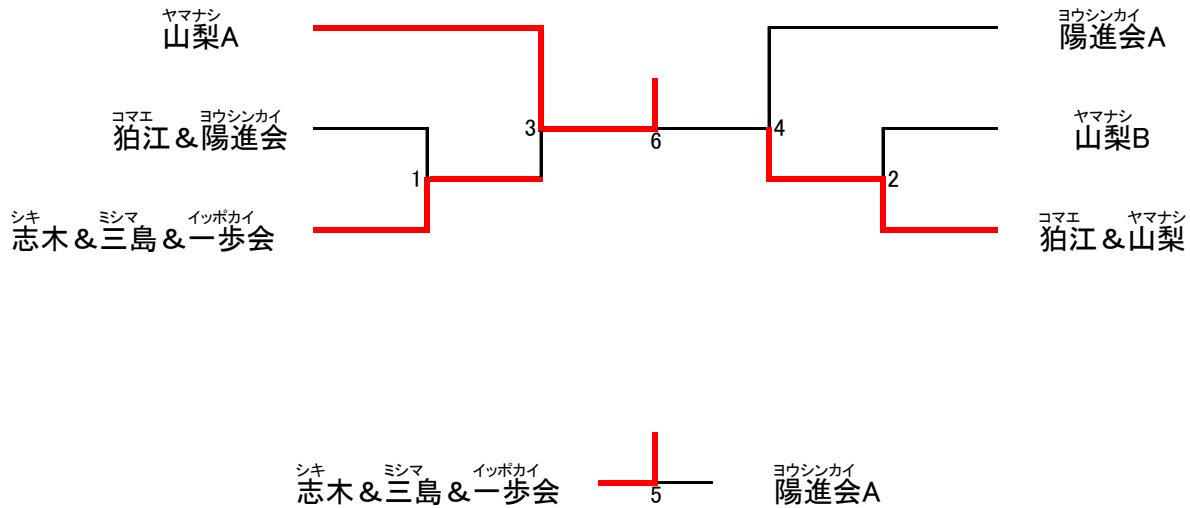 ヤマナシ
山梨A
ヨウシンカイ
陽進会A
コマエ ヨウシンカイ
狛江&陽進会
3
6
4
ヤマナシ
山梨B
1
2
シキ ミシマ イッポカイ
志木&三島&一歩会
コマエ ヤマナシ
狛江&山梨
シキ ミシマ イッポカイ
志木&三島&一歩会
5
ヨウシンカイ
陽進会A